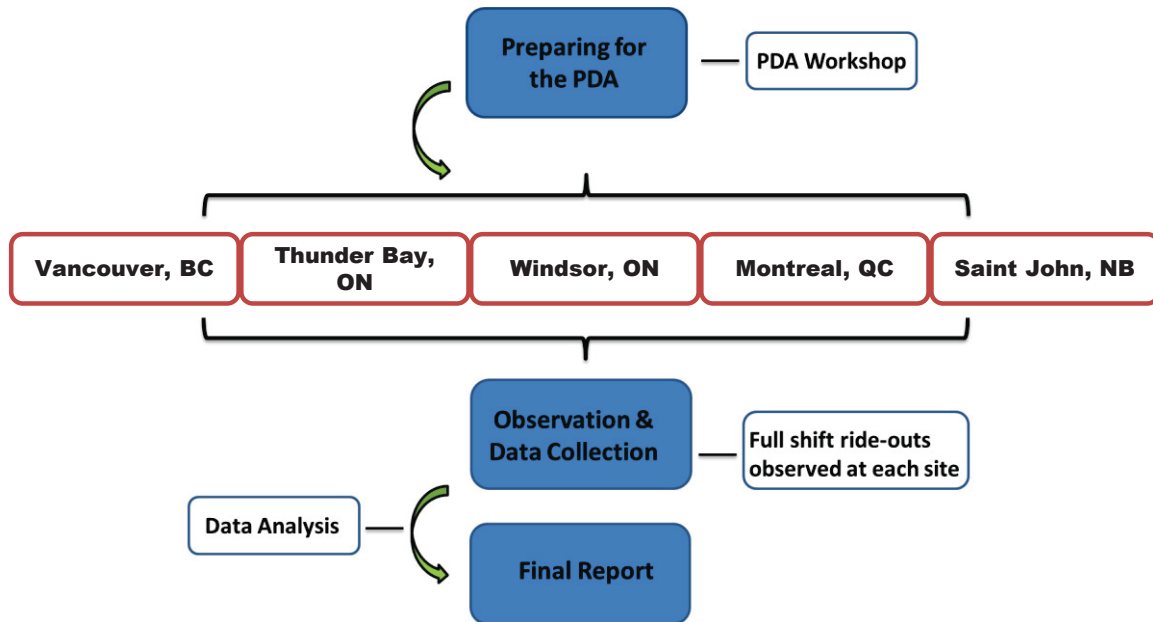 Preparing for
the PDA
PDA Workshop
Vancouver, BC
Thunder Bay,
ON
Windsor, ON
Montreal, QC
Saint John, NB
Observation &
Data Collection
Full shift ride-outs
observed at each site
Data Analysis
Final Report